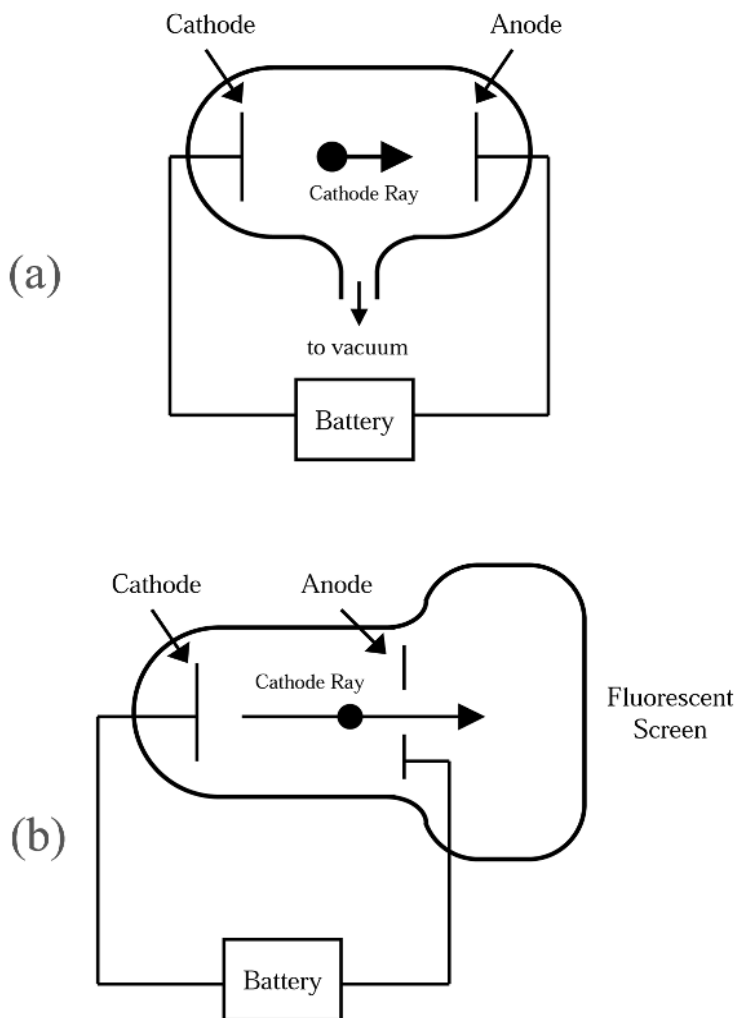 Cathode
Anode
Cathode Ray
(a)
to vacuum
Battery
Cathode
Anode
Cathode Ray
Fluorescent
Screen
(b)
Battery